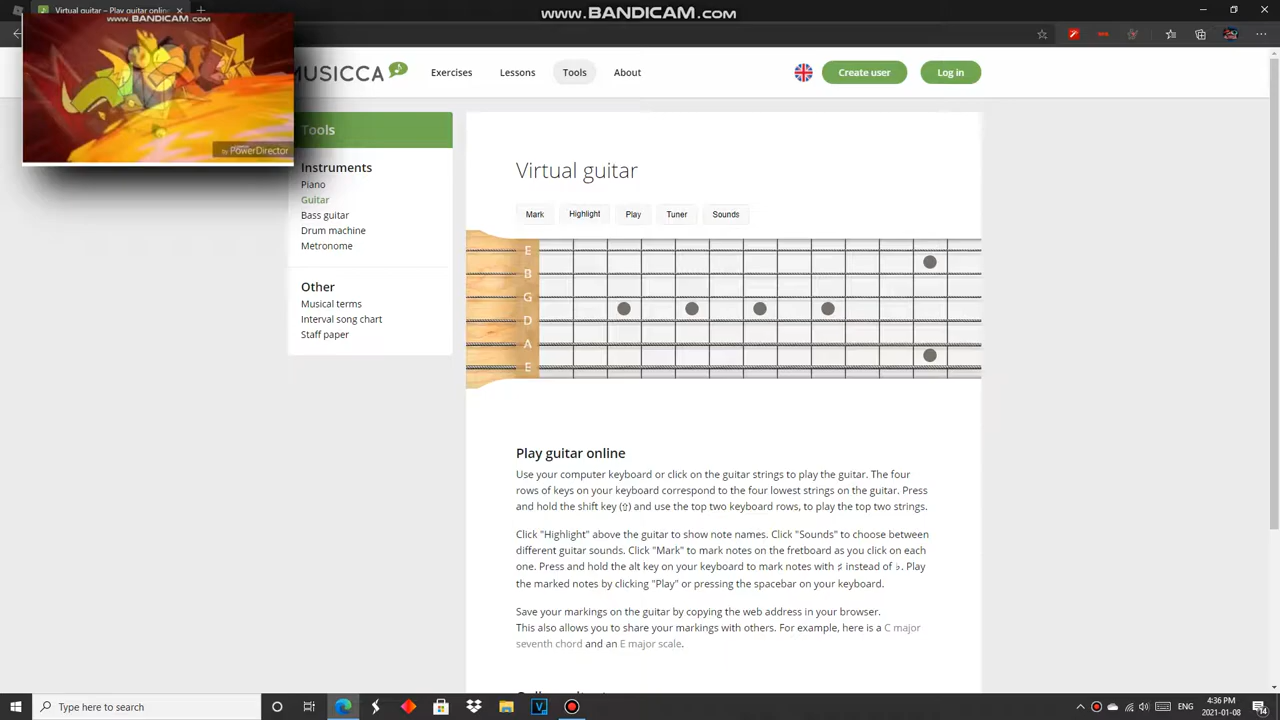 Virtual guitar – Play guitar onlin
WWW.BANDICAM.COM
WWW.BANDICAM.COM
by PowerDirector
MUSICCA
Exercises
Lessons
Tools
About
Create user
Log in
Tools
Instruments
Piano
Guitar
Bass guitar
Drum machine
Metronome
Other
Musical terms
Interval song chart
Staff paper
Virtual guitar
Mark
Highlight
Play
Tuner
Sounds
E
B
G
D
A
E
Play guitar online
Use your computer keyboard or click on the guitar strings to play the guitar. The four
rows of keys on your keyboard correspond to the four lowest strings on the guitar. Press
and hold the shift key (⇧) and use the top two keyboard rows, to play the top two strings.
Click "Highlight" above the guitar to show note names. Click "Sounds" to choose between
different guitar sounds. Click "Mark" to mark notes on the fretboard as you click on each
one. Press and hold the alt key on your keyboard to mark notes with ♯ instead of ♭. Play
the marked notes by clicking "Play" or pressing the spacebar on your keyboard.
Save your markings on the guitar by copying the web address in your browser.
This also allows you to share your markings with others. For example, here is a C major
seventh chord and an E major scale.
Type here to search
ENG
4:36 PM
2021-01-08